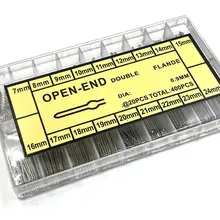 7mm 8mm 9mm 10mm 11mm 12mm 13mm 14mm 15mm
OPEN-END
DOUBLE
FLANDE
DIA:
0.9MM
@20PCS TOTAL:400PCS
16mm 17mm 18mm 19mm 20mm 21mm 22mm 23mm 24mm